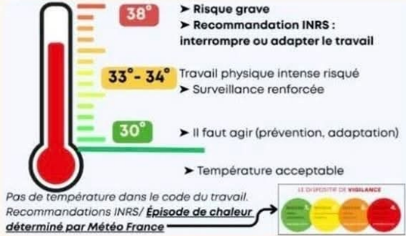 38°
➤ Risque grave
➤ Recommandation INRS :
interrompre ou adapter le travail
33°- 34°
Travail physique intense risqué
➤ Surveillance renforcée
30°
➤ Il faut agir (prévention, adaptation)
➤ Température acceptable
Pas de température dans le code du travail.
Recommandations INRS/ Épisode de chaleur
déterminé par Météo France
LE DISPOSITIF DE VIGILANCE